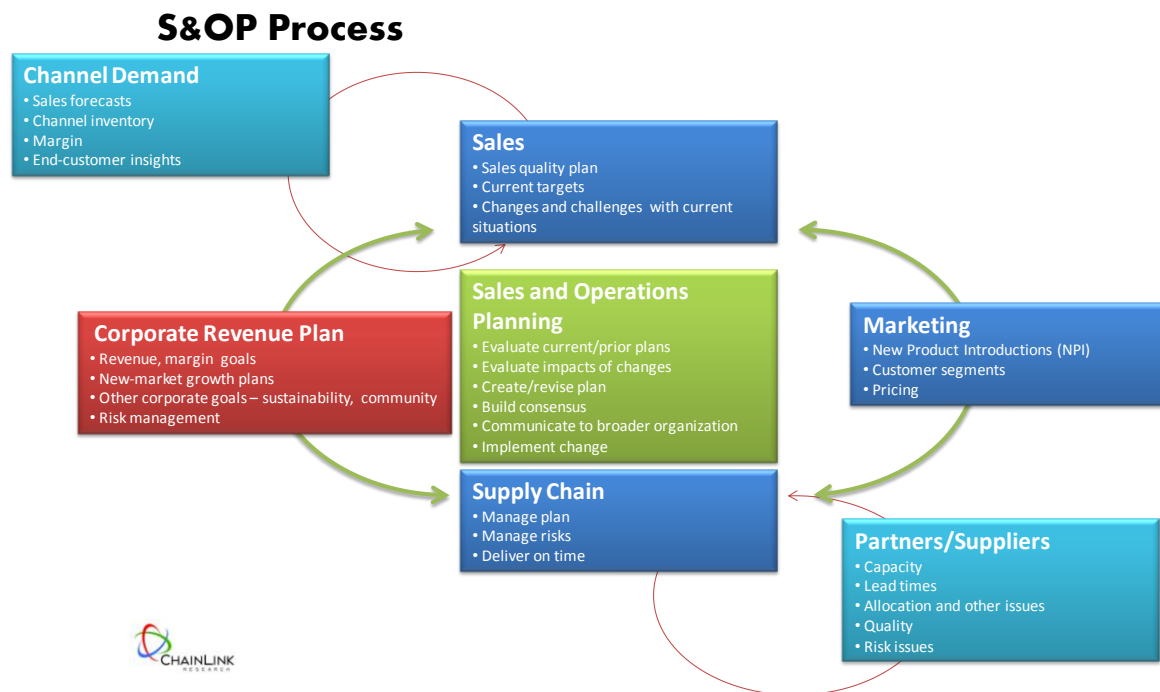 S&OP Process
Channel Demand
• Sales forecasts
• Channel inventory
• Margin
• End-customer insights
Sales
• Sales quality plan
• Current targets
• Changes and challenges with current
situations
Corporate Revenue Plan
• Revenue, margin goals
• New-market growth plans
• Other corporate goals – sustainability, community
• Risk management
Sales and Operations
Planning
• Evaluate current/prior plans
• Evaluate impacts of changes
• Create/revise plan
• Build consensus
• Communicate to broader organization
• Implement change
Marketing
• New Product Introductions (NPI)
• Customer segments
• Pricing
Supply Chain
• Manage plan
• Manage risks
• Deliver on time
Partners/Suppliers
• Capacity
• Lead times
• Allocation and other issues
• Quality
• Risk issues
CHAINLINK
RESEARCH